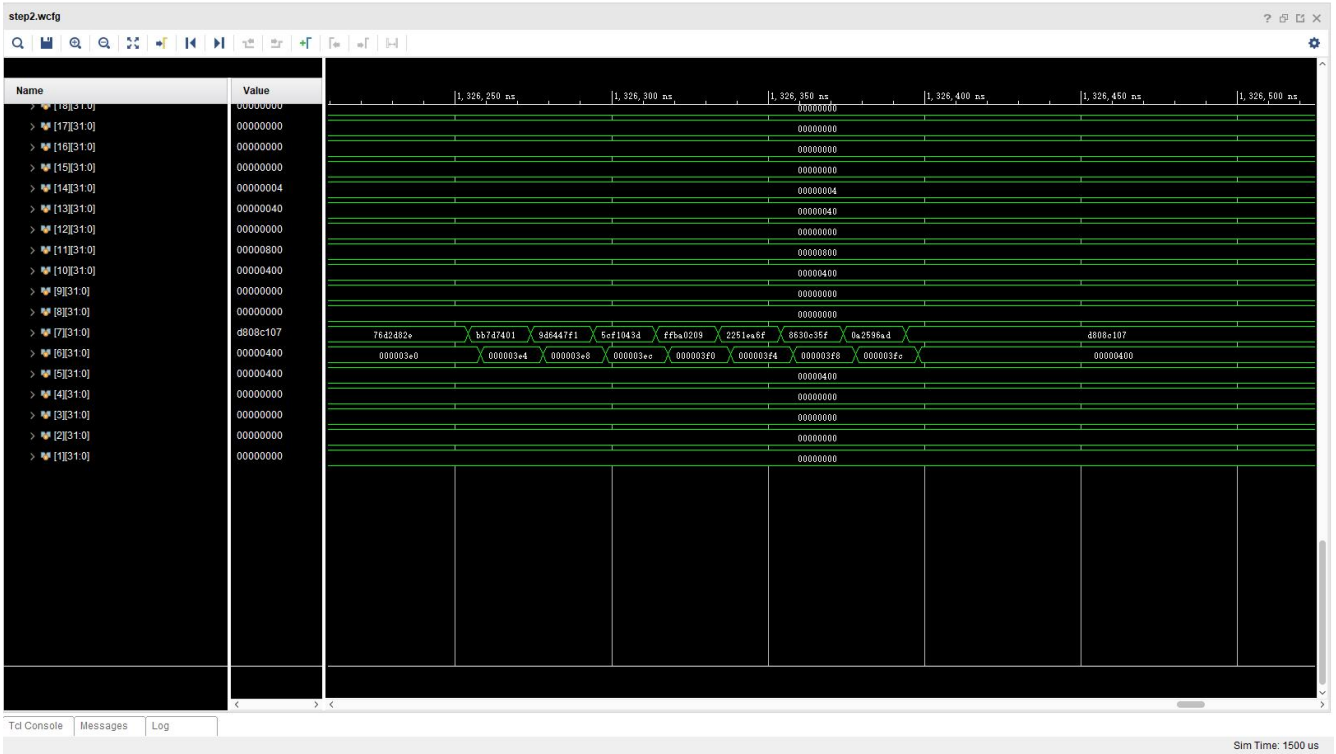 step2.wcfg
Name Value
1,326,250 ns 1,326,300 ns 1,326,350 ns 1,326,400 ns 1,326,450 ns 1,326,500 ns
[18][31:0] 00000000 00000000
[17][31:0] 00000000 00000000
[16][31:0] 00000000 00000000
[15][31:0] 00000000 00000000
[14][31:0] 00000004 00000004
[13][31:0] 00000040 00000040
[12][31:0] 00000000 00000000
[11][31:0] 00000800 00000800
[10][31:0] 00000400 00000400
[9][31:0] 00000000 00000000
[8][31:0] 00000000 00000000
[7][31:0] d808c107 76d2d82e bb7d7401 9d6447f1 5cf1043d ffba0209 2251ea6f 8630c35f 0a2596ad d808c107
[6][31:0] 00000400 000003e0 000003e4 000003e8 000003ec 000003f0 000003f4 000003f8 000003fc 00000400
[5][31:0] 00000400 00000400
[4][31:0] 00000000 00000000
[3][31:0] 00000000 00000000
[2][31:0] 00000000 00000000
[1][31:0] 00000000 00000000
Tcl Console Messages Log
Sim Time: 1500 us